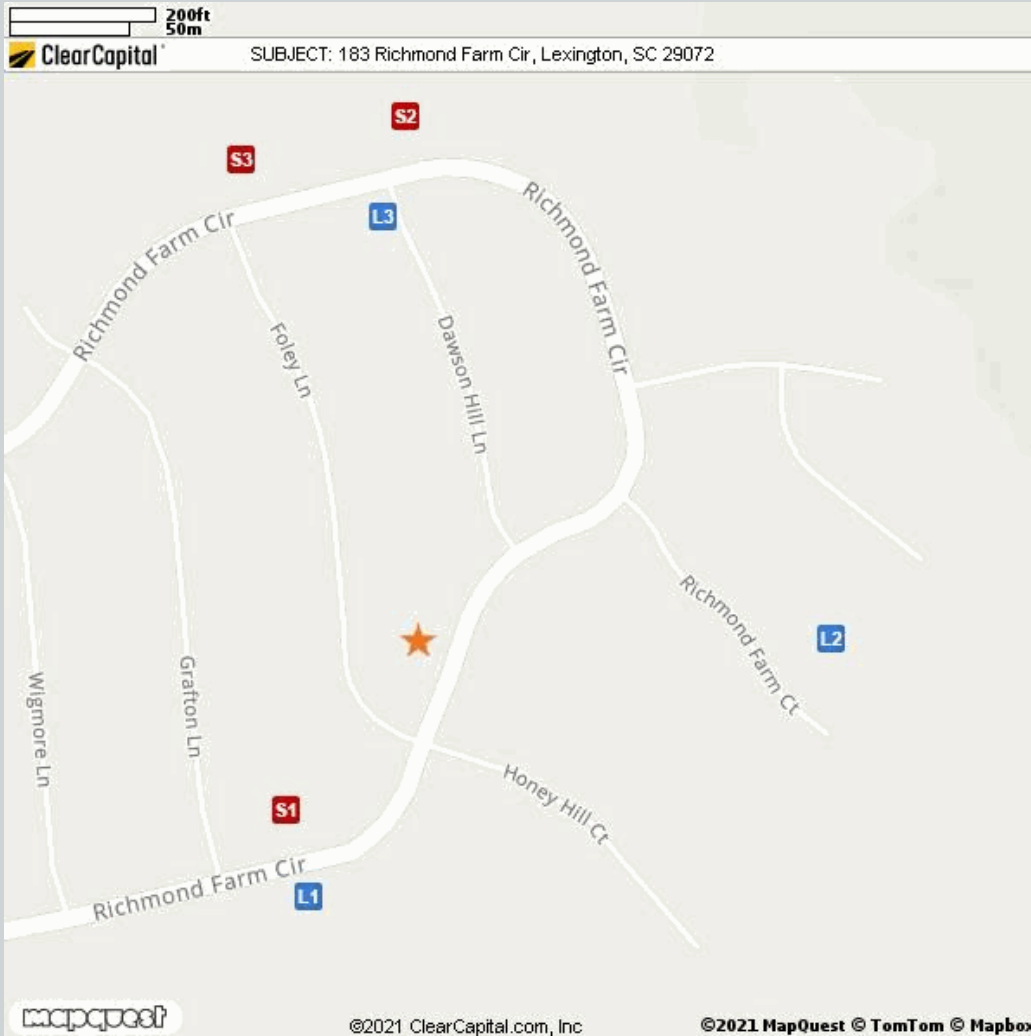 200ft
50m
ClearCapital
SUBJECT: 183 Richmond Farm Cir, Lexington, SC 29072
S2
S3
Richmond Farm Cir
L3
Richmond Farm Cir
Foley Ln
Dawson Hill Ln
Richmond Farm Ct
L2
Wigmore Ln
Grafton Ln
Honey Hill Ct
S1
Richmond Farm Cir
L1
mapquest
©2021 ClearCapital.com, Inc
©2021 MapQuest © TomTom © Mapbox